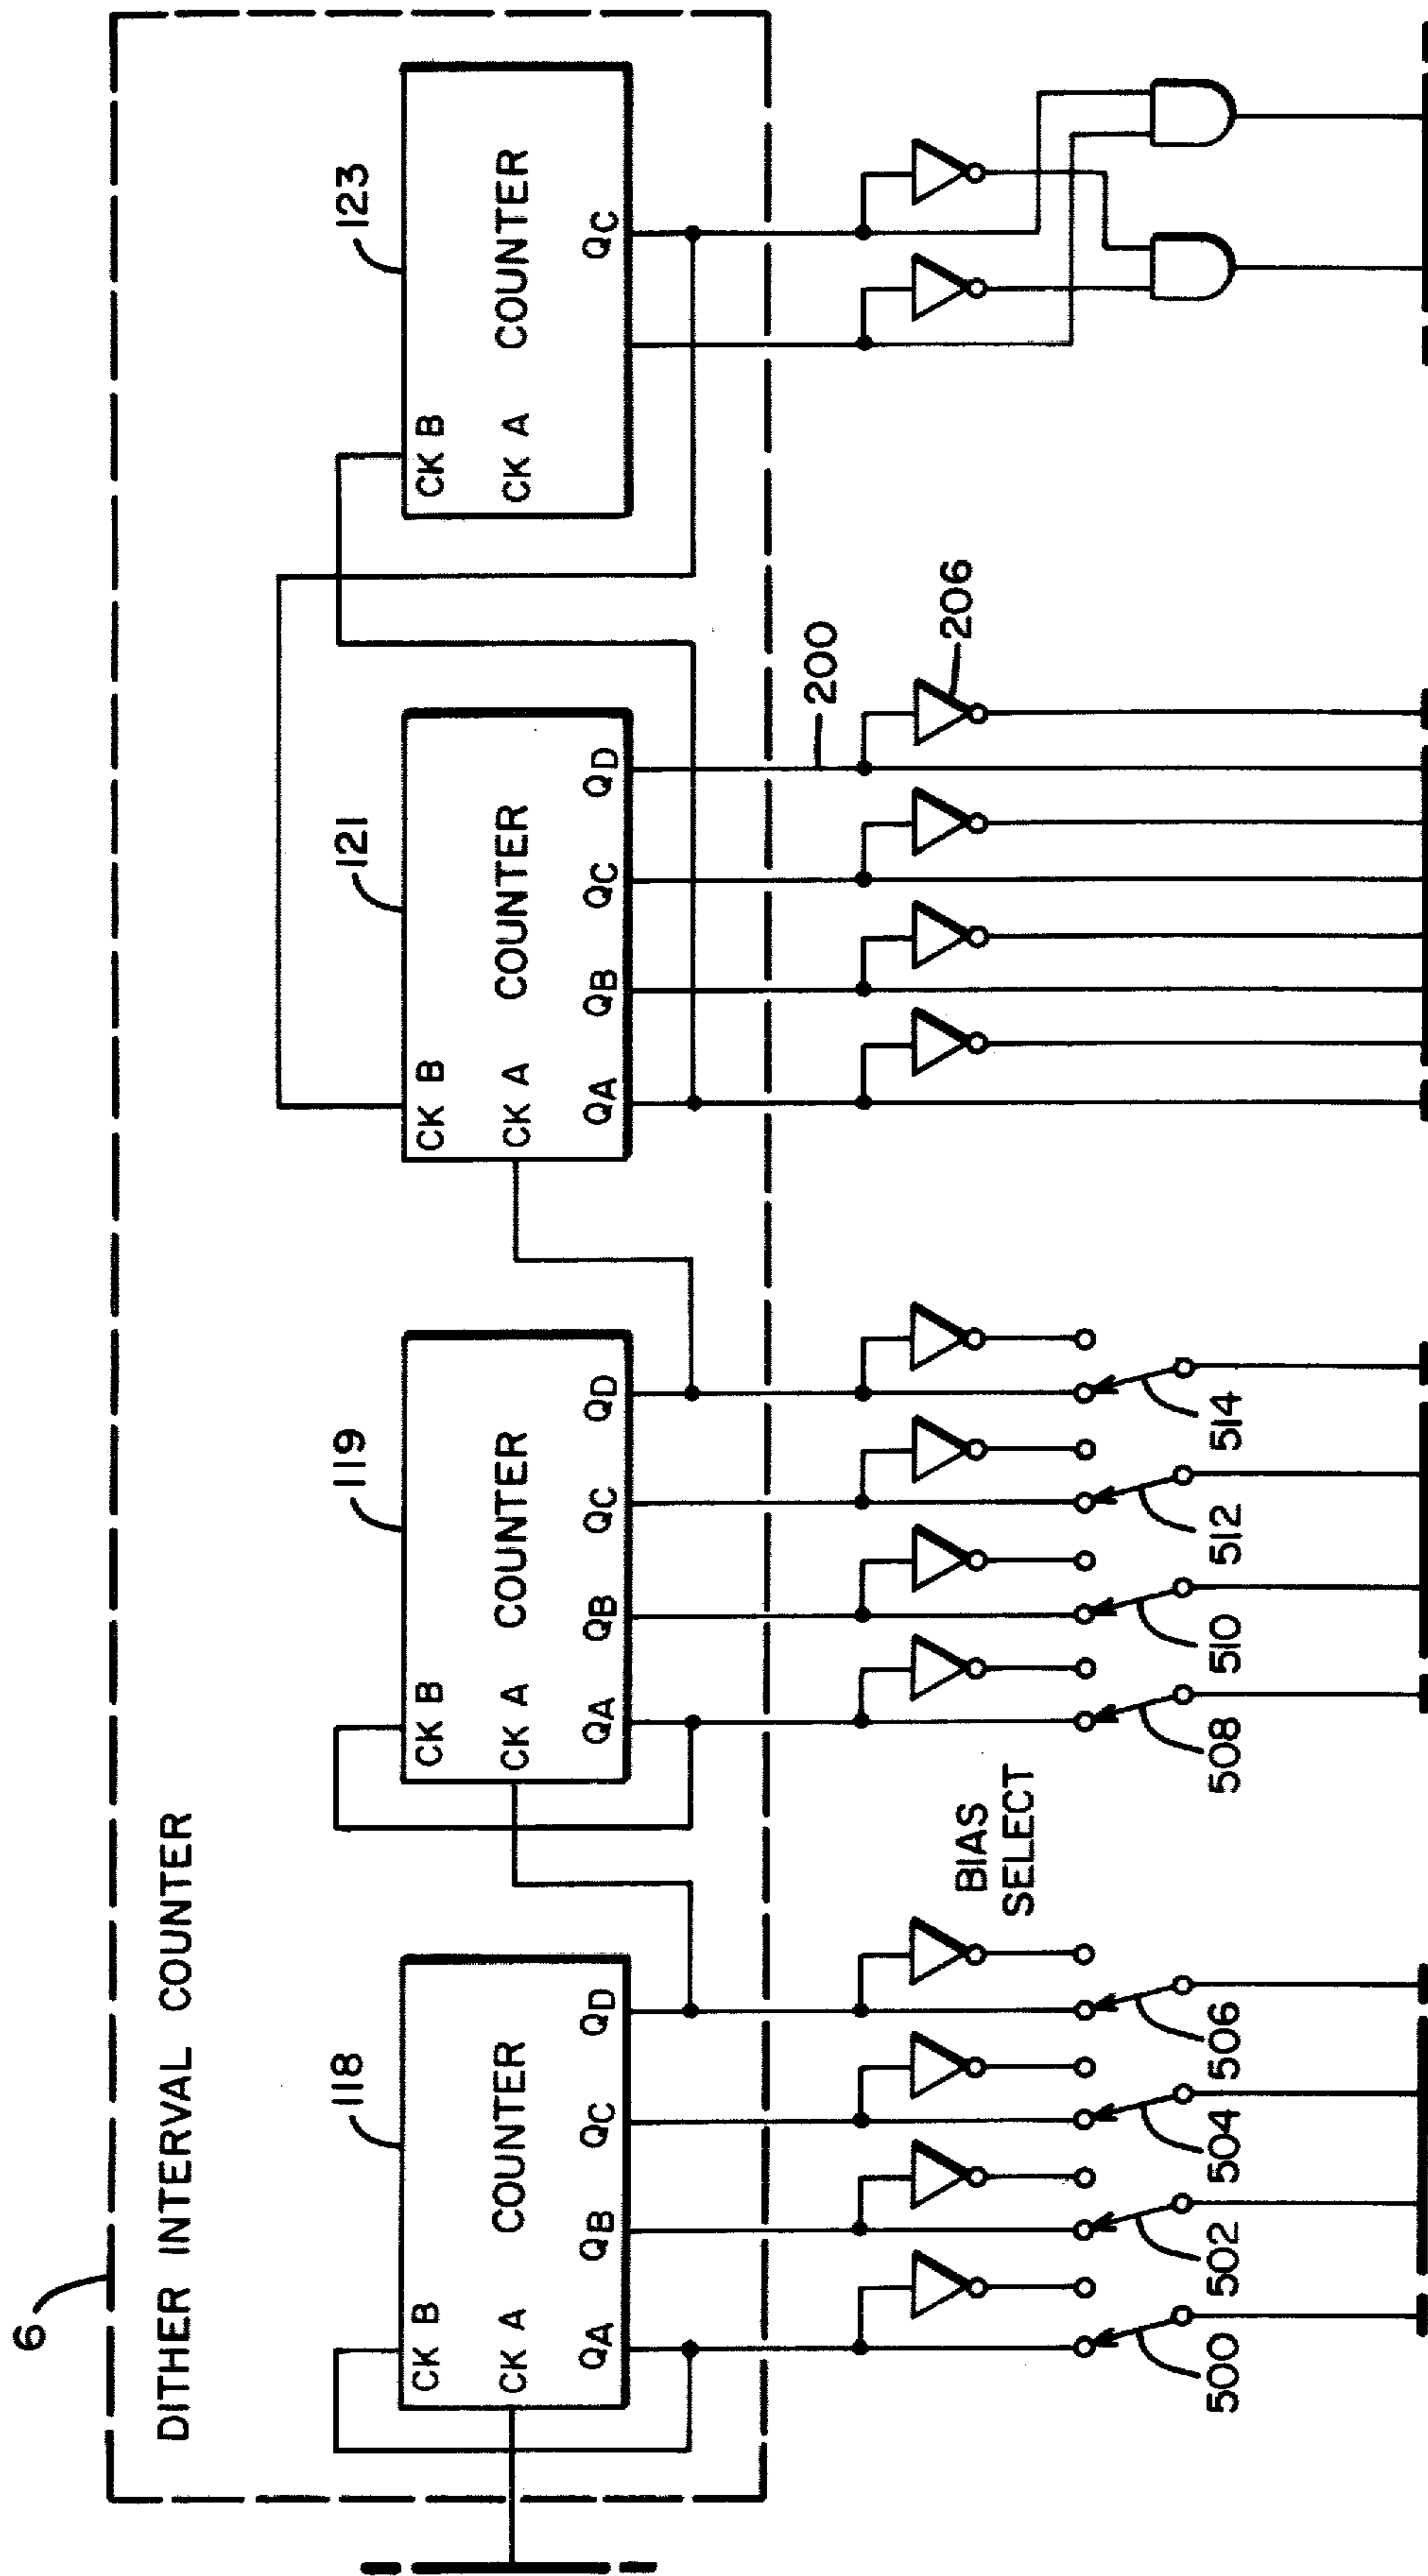 6
DITHER INTERVAL COUNTER
118
119
121
123
CK B
CK A
COUNTER
QA
QB
QC
QD
CK B
CK A
COUNTER
QA
QB
QC
QD
CK B
CK A
COUNTER
QA
QB
QC
QD
CK B
CK A
COUNTER
QC
200
206
BIAS
SELECT
500
502
504
506
508
510
512
514